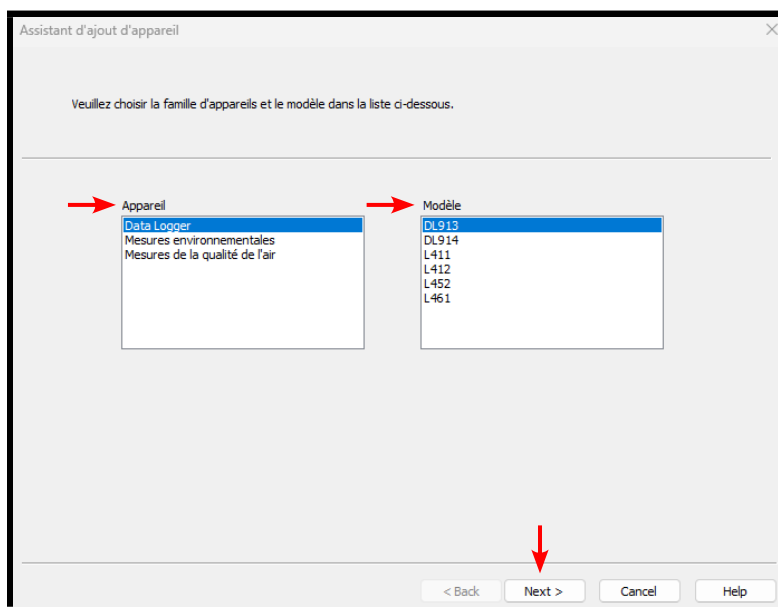 Assistant d'ajout d'appareil
Veuillez choisir la famille d'appareils et le modèle dans la liste ci-dessous.
Appareil
Data Logger
Mesures environnementales
Mesures de la qualité de l'air
Modèle
DL913
DL914
L411
L412
L452
L461
< Back
Next >
Cancel
Help